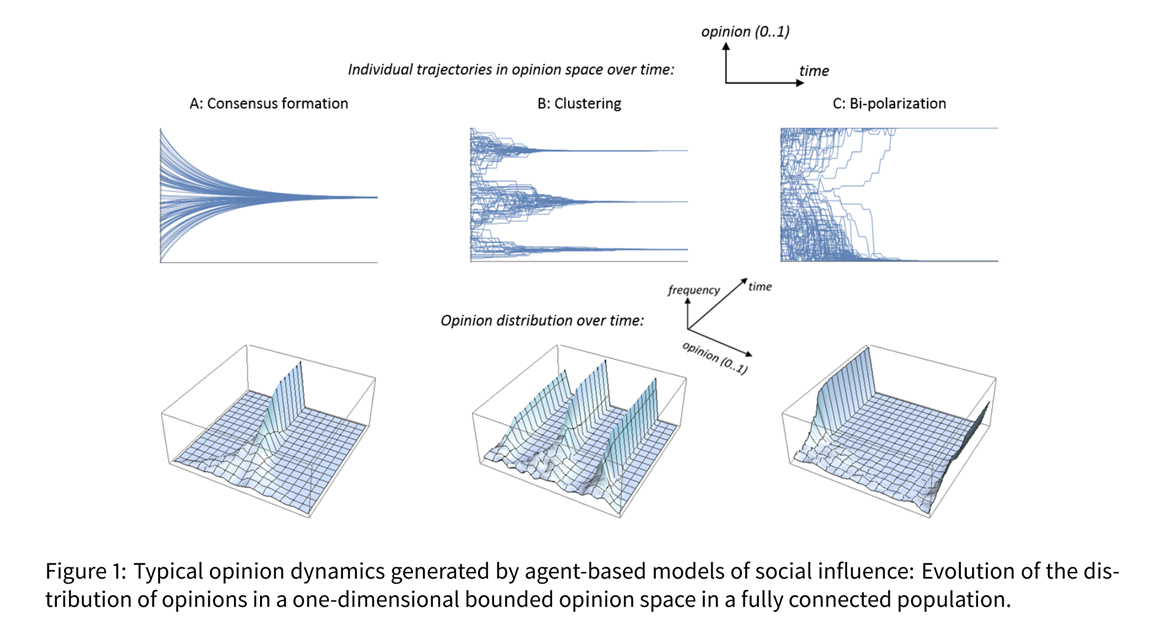 opinion (0..1)
Individual trajectories in opinion space over time:
time
A: Consensus formation
B: Clustering
C: Bi-polarization
frequency
time
Opinion distribution over time:
opinion (0..1)
Figure 1: Typical opinion dynamics generated by agent-based models of social influence: Evolution of the dis-
tribution of opinions in a one-dimensional bounded opinion space in a fully connected population.